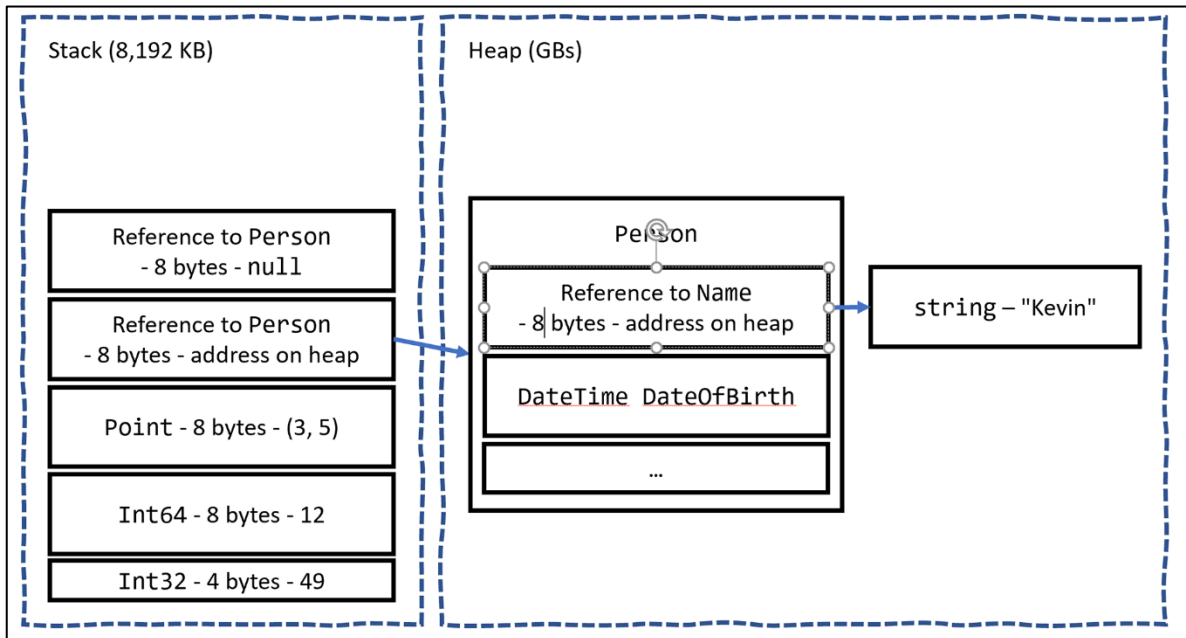 Stack (8,192 KB)
Heap (GBs)
Reference to Person
- 8 bytes - null
Reference to Person
- 8 bytes - address on heap
Point - 8 bytes - (3, 5)
Int64 - 8 bytes - 12
Int32 - 4 bytes - 49
Person
Reference to Name
- 8 bytes - address on heap
DateTime DateOfBirth
...
string – "Kevin"